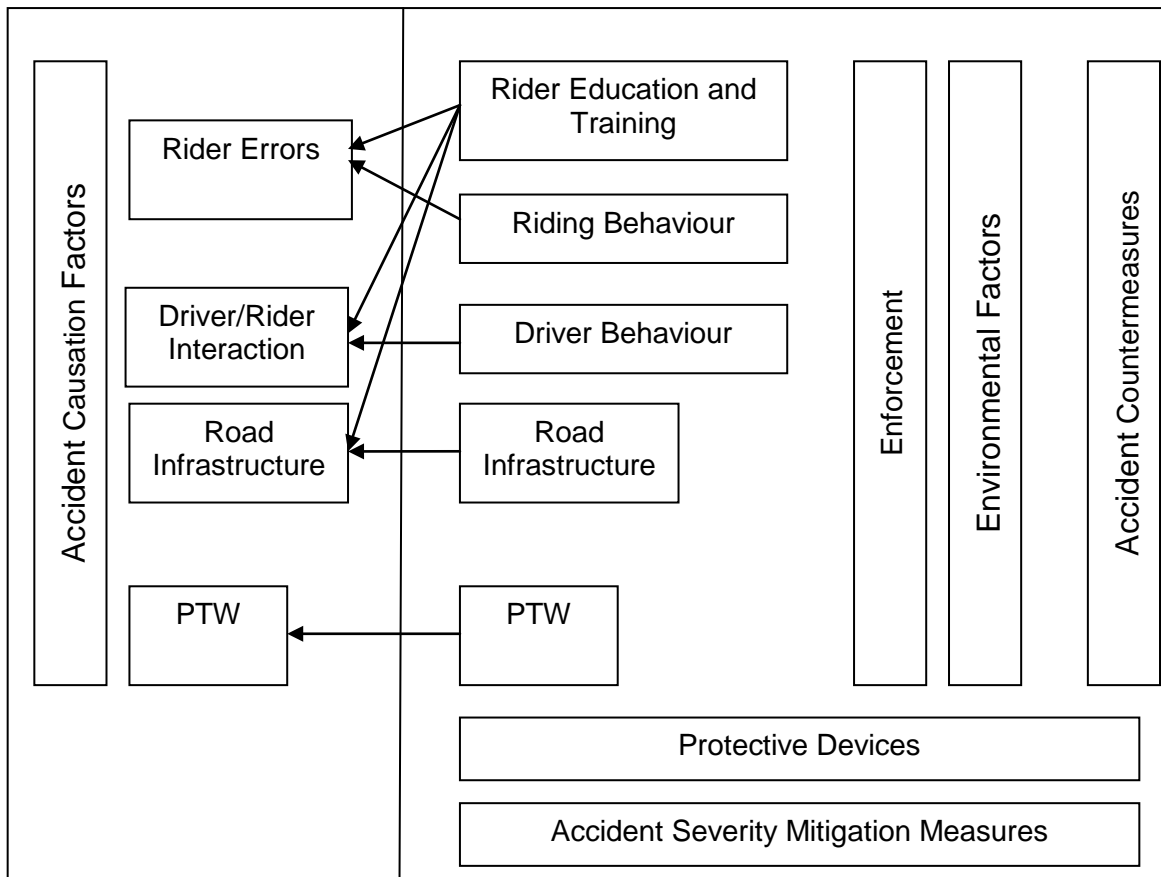 Accident Causation Factors
Rider Errors
Driver/Rider
Interaction
Road
Infrastructure
PTW
Rider Education and
Training
Riding Behaviour
Driver Behaviour
Road
Infrastructure
PTW
Enforcement
Environmental Factors
Accident Countermeasures
Protective Devices
Accident Severity Mitigation Measures